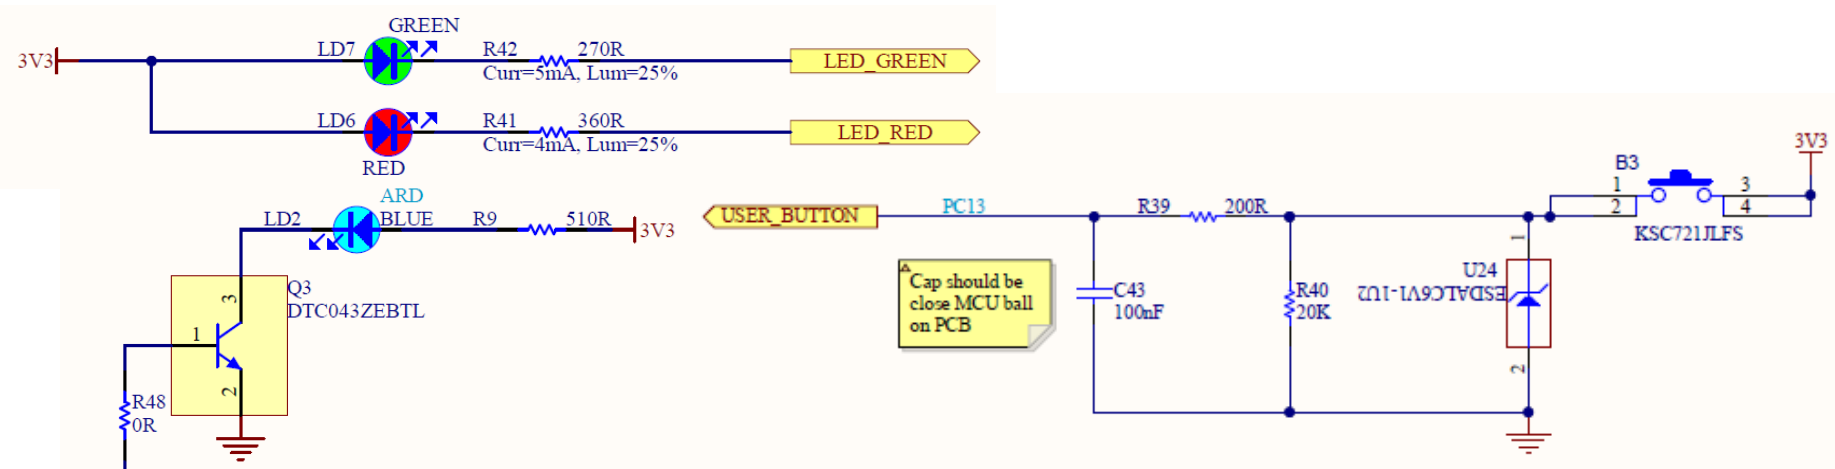 GREEN
3V3
LD7
R42
270R
LED_GREEN
Curr=5mA, Lum=25%
LD6
R41
360R
LED_RED
Curr=4mA, Lum=25%
RED
ARD
LD2
BLUE
R9
510R
3V3
Q3
DTC043ZEBTL
3
1
2
R48
0R
USER_BUTTON
PC13
R39
200R
B3
1
2
3
4
3V3
KSC721JLFS
Cap should be
close MCU ball
on PCB
C43
100nF
R40
20K
U24
ESDALC6V1-1U2
1
2